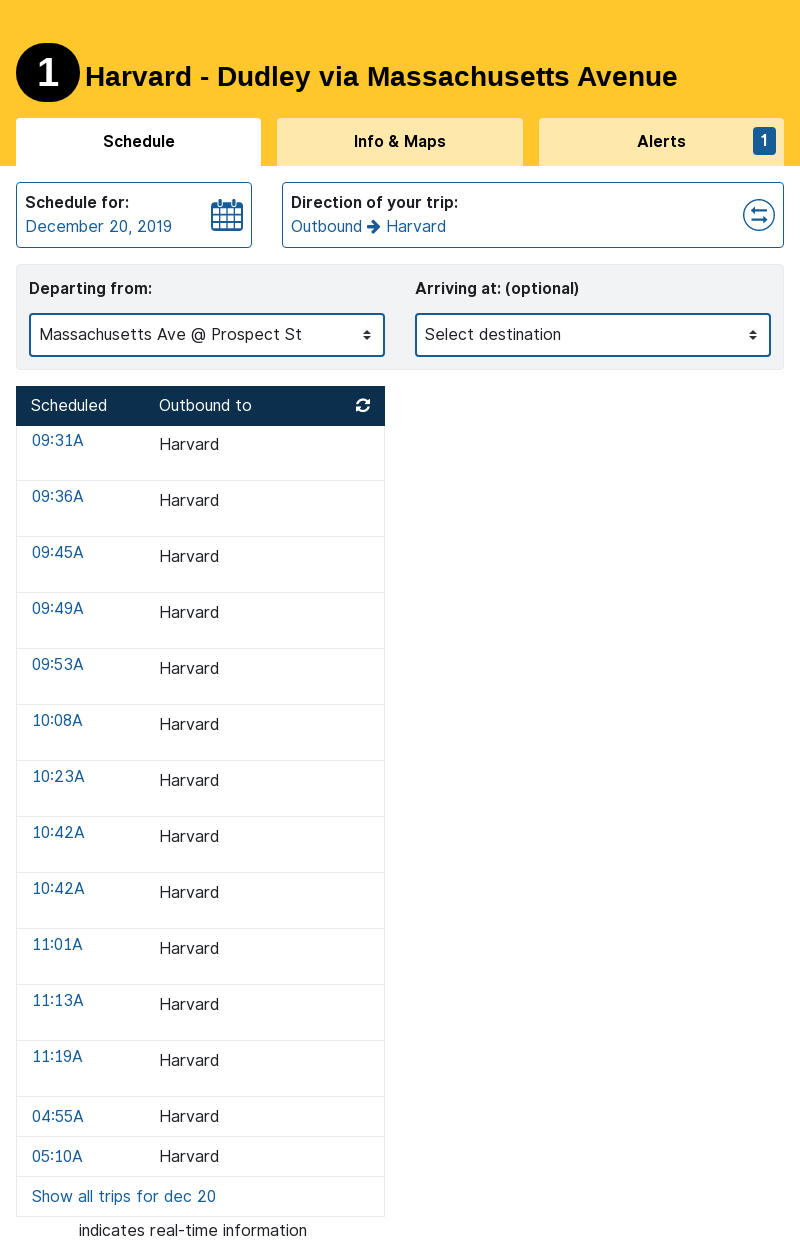 1 Harvard - Dudley via Massachusetts Avenue
Schedule Info & Maps Alerts 1
Schedule for: Direction of your trip:
December 20, 2019 Outbound Harvard
Departing from: Arriving at: (optional)
Massachusetts Ave @ Prospect St Select destination
Scheduled Outbound to
09:31A Harvard
09:36A Harvard
09:45A Harvard
09:49A Harvard
09:53A Harvard
10:08A Harvard
10:23A Harvard
10:42A Harvard
10:42A Harvard
11:01A Harvard
11:13A Harvard
11:19A Harvard
04:55A Harvard
05:10A Harvard
Show all trips for dec 20
indicates real-time information